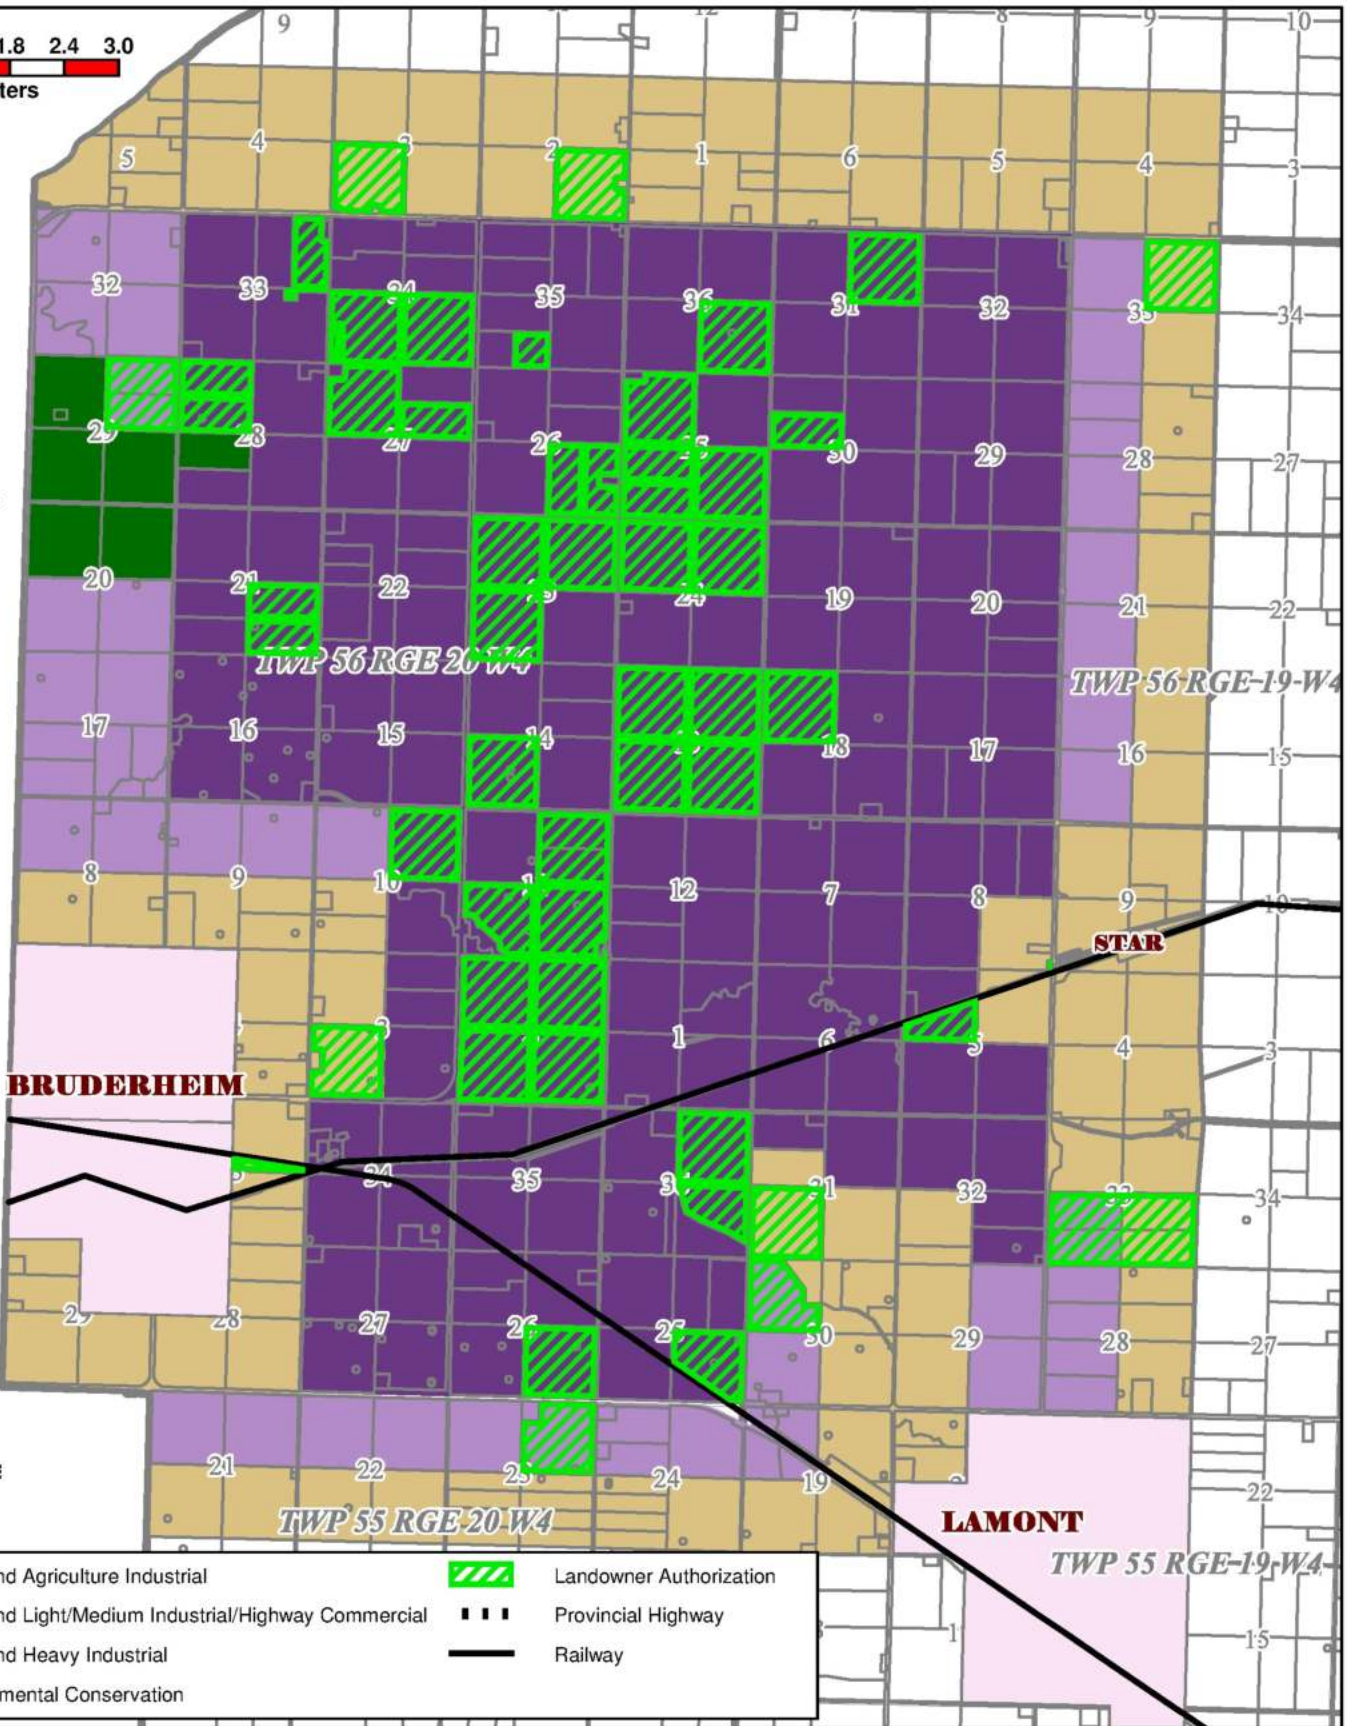 9 11 12 7 8 9 10
1.8 2.4 3.0
ters
5 4 3 2 1 6 5 4 3
32 33 34 35 36 31 32 33 34
29 28 27 26 25 30 29 28 27
20 21 22 23 24 19 20 21 22
TWP 56 RGE 20 W4
TWP 56 RGE 19 W4
17 16 15 14 13 18 17 16 15
8 9 10 11 12 7 8 9 10
STAR
3 1 6 5 4 3
BRUDERHEIM
34 35 36 31 32 33 34
29 28 27 26 25 30 29 28 27
21 22 23 24 19 22
TWP 55 RGE 20 W4
LAMONT
TWP 55 RGE 19 W4
nd Agriculture Industrial
nd Light/Medium Industrial/Highway Commercial
nd Heavy Industrial
mental Conservation
Landowner Authorization
Provincial Highway
Railway
15